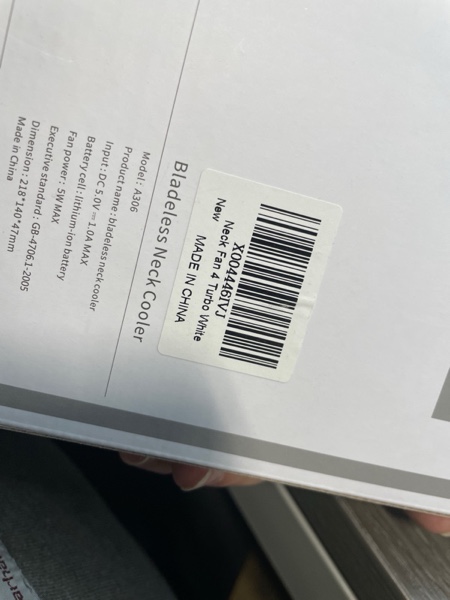 Bladeless Neck Cooler
Model: A306
Product name: bladeless neck cooler
Input: DC 5.0V ⎓ 1.0A MAX
Battery cell: lithium-ion battery
Fan power: 5W MAX
Executive standard: GB-4706.1-2005
Dimension: 218*140*47mm
Made in China
X004446IVJ
Neck Fan 4 Turbo White
New
MADE IN CHINA